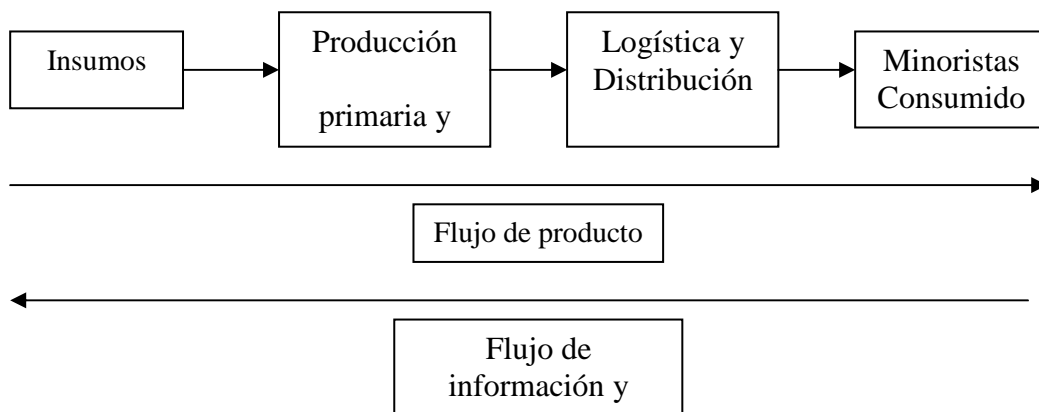 Insumos
Producción
primaria y
Logística y
Distribución
Minoristas
Consumido
Flujo de producto
Flujo de
información y